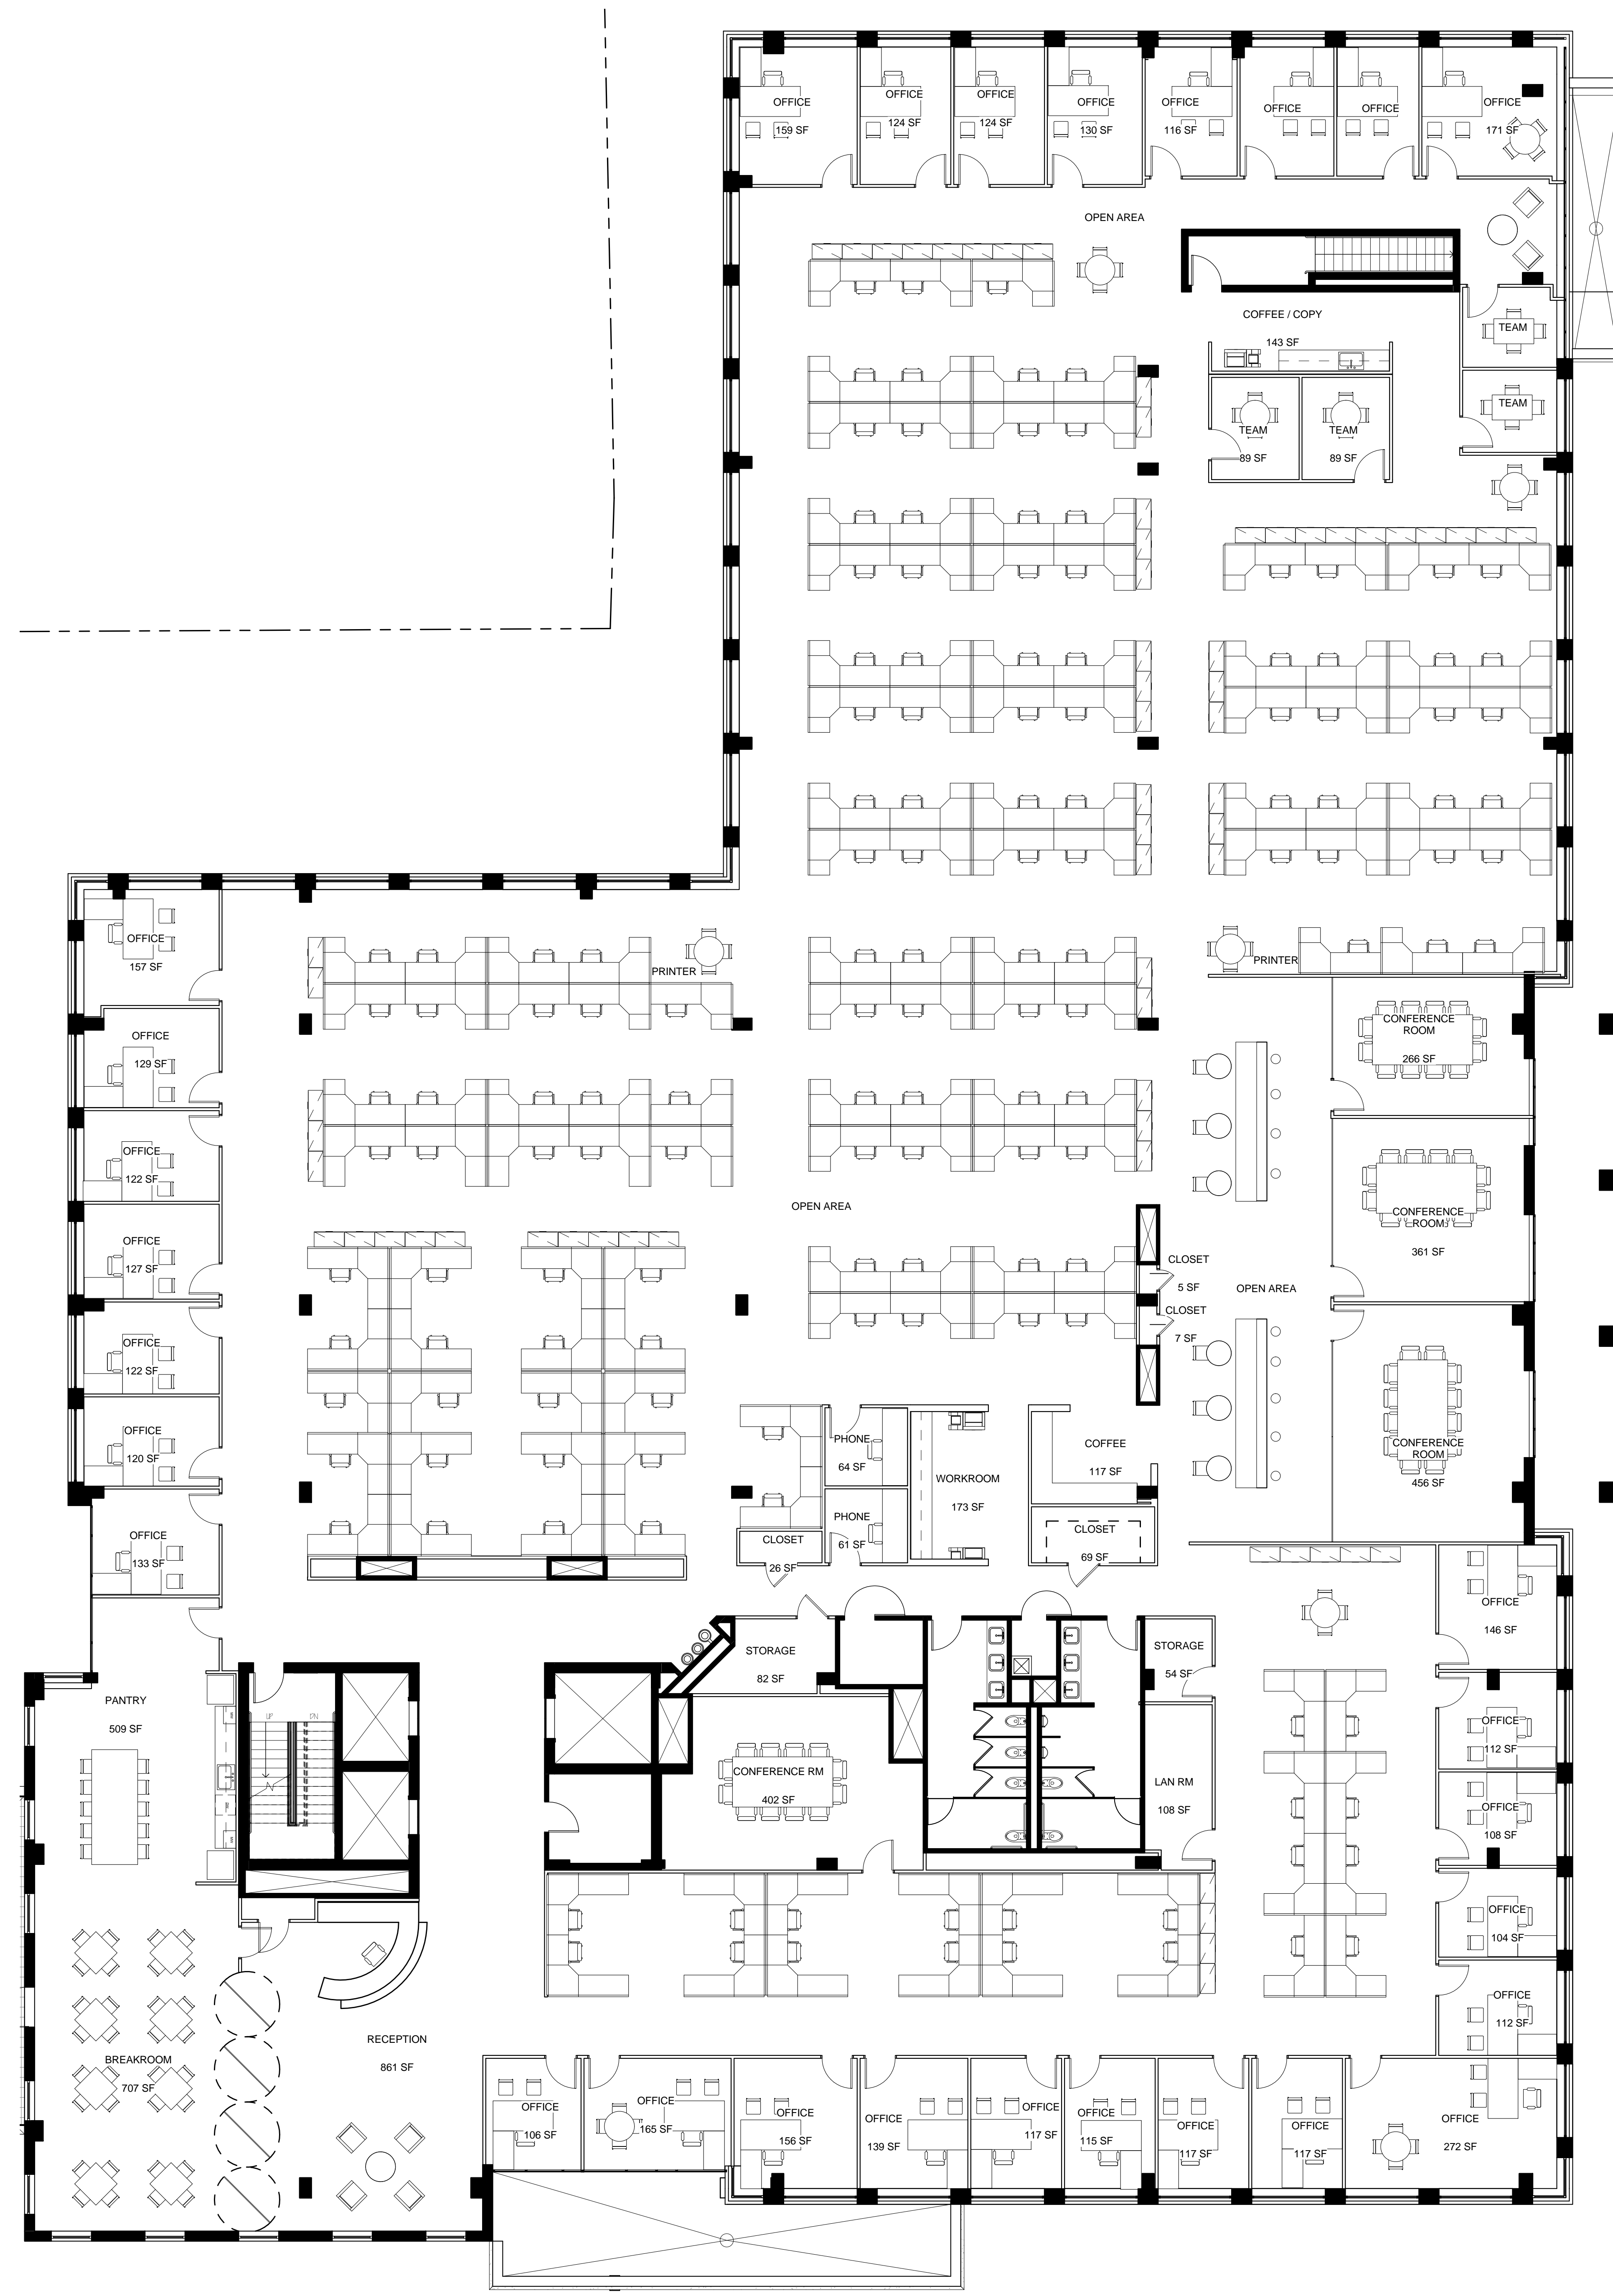 OFFICE
159 SF
OFFICE
124 SF
OFFICE
124 SF
OFFICE
130 SF
OFFICE
116 SF
OFFICE
OFFICE
OFFICE
171 SF
OPEN AREA
COFFEE / COPY
143 SF
TEAM
TEAM
TEAM
89 SF
TEAM
89 SF
OFFICE
157 SF
PRINTER
PRINTER
OFFICE
129 SF
CONFERENCE
ROOM
266 SF
OFFICE
122 SF
OPEN AREA
CONFERENCE
ROOM
361 SF
OFFICE
127 SF
CLOSET
5 SF
OPEN AREA
CLOSET
7 SF
OFFICE
122 SF
OFFICE
120 SF
PHONE
64 SF
WORKROOM
173 SF
COFFEE
117 SF
CONFERENCE
ROOM
456 SF
OFFICE
133 SF
PHONE
61 SF
CLOSET
26 SF
CLOSET
69 SF
OFFICE
146 SF
STORAGE
82 SF
STORAGE
54 SF
PANTRY
509 SF
UP
DN
OFFICE
112 SF
CONFERENCE RM
402 SF
LAN RM
108 SF
OFFICE
108 SF
OFFICE
104 SF
OFFICE
112 SF
RECEPTION
861 SF
BREAKROOM
707 SF
OFFICE
106 SF
OFFICE
165 SF
OFFICE
156 SF
OFFICE
139 SF
OFFICE
117 SF
OFFICE
115 SF
OFFICE
117 SF
OFFICE
117 SF
OFFICE
272 SF